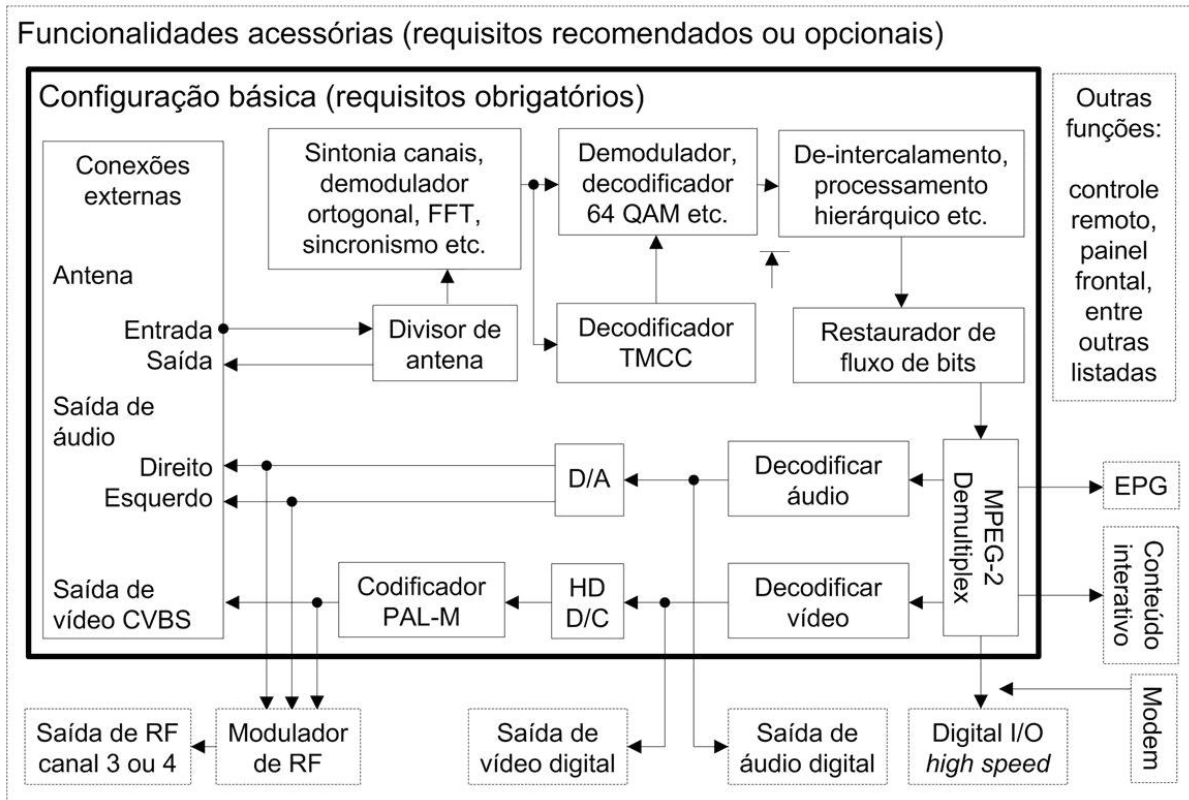 Funcionalidades acessórias (requisitos recomendados ou opcionais)
Configuração básica (requisitos obrigatórios)
Conexões
externas
Antena
Entrada
Saída
Saída de
áudio
Direito
Esquerdo
Saída de
vídeo CVBS
Sintonia canais,
demodulador
ortogonal, FFT,
sincronismo etc.
Demodulador,
decodificador
64 QAM etc.
De-intercalamento,
processamento
hierárquico etc.
Divisor de
antena
Decodificador
TMCC
Restaurador de
fluxo de bits
D/A
Decodificar
áudio
MPEG-2
Demultiplex
Codificador
PAL-M
HD
D/C
Decodificar
vídeo
Outras
funções:
controle
remoto,
painel
frontal,
entre
outras
listadas
EPG
Conteúdo
interativo
Modem
Saída de RF
canal 3 ou 4
Modulador
de RF
Saída de
vídeo digital
Saída de
áudio digital
Digital I/O
high speed